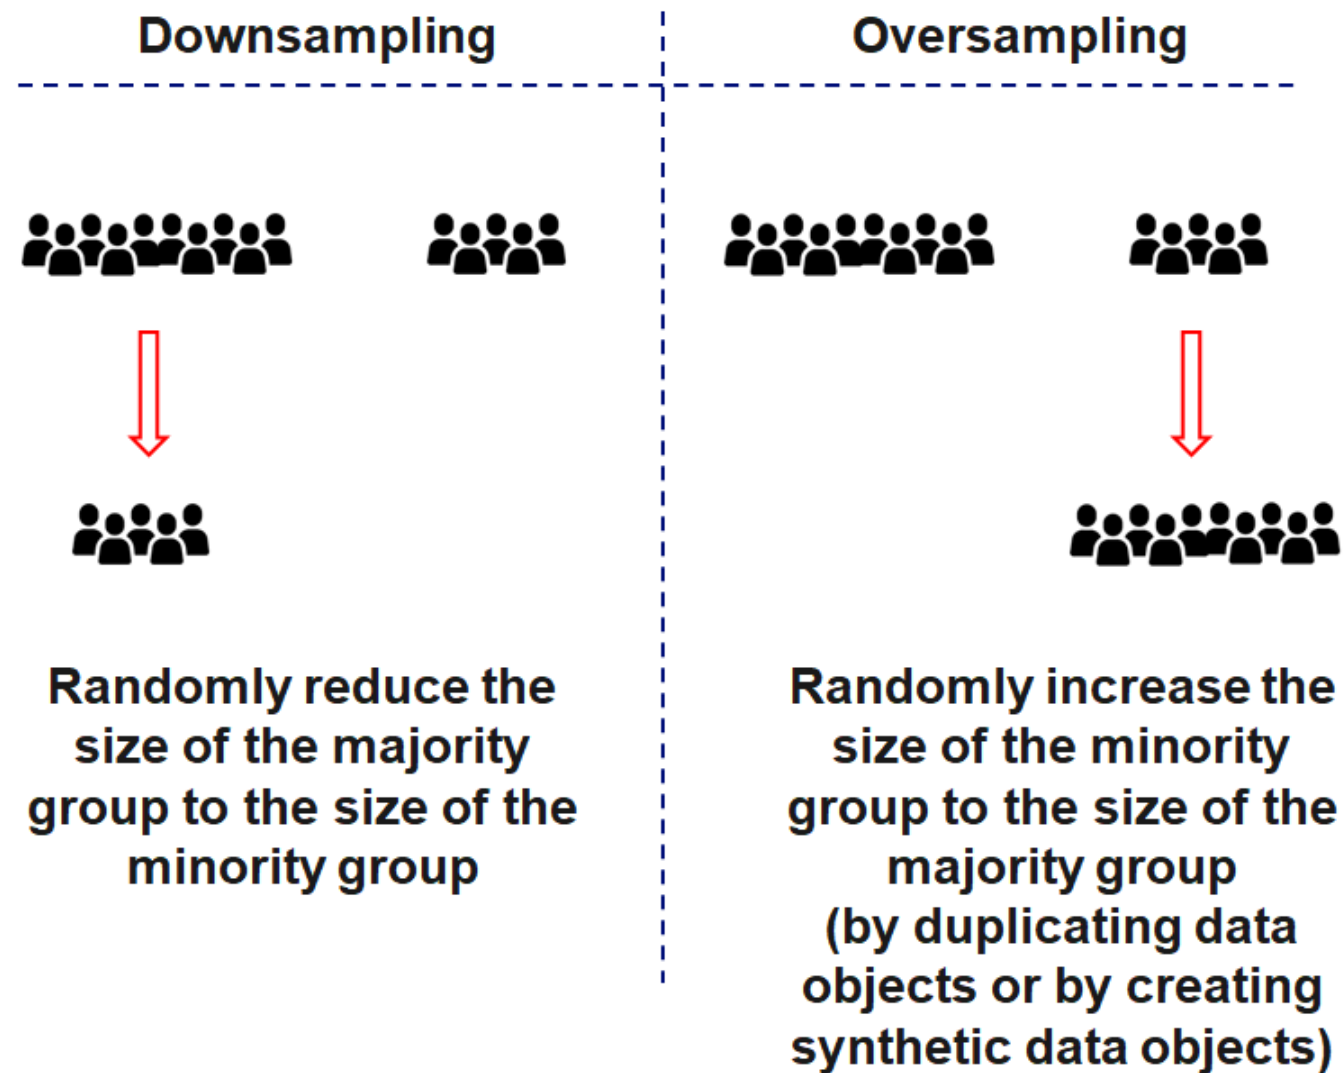 Downsampling
Oversampling
Randomly reduce the
size of the majority
group to the size of the
minority group
Randomly increase the
size of the minority
group to the size of the
majority group
(by duplicating data
objects or by creating
synthetic data objects)